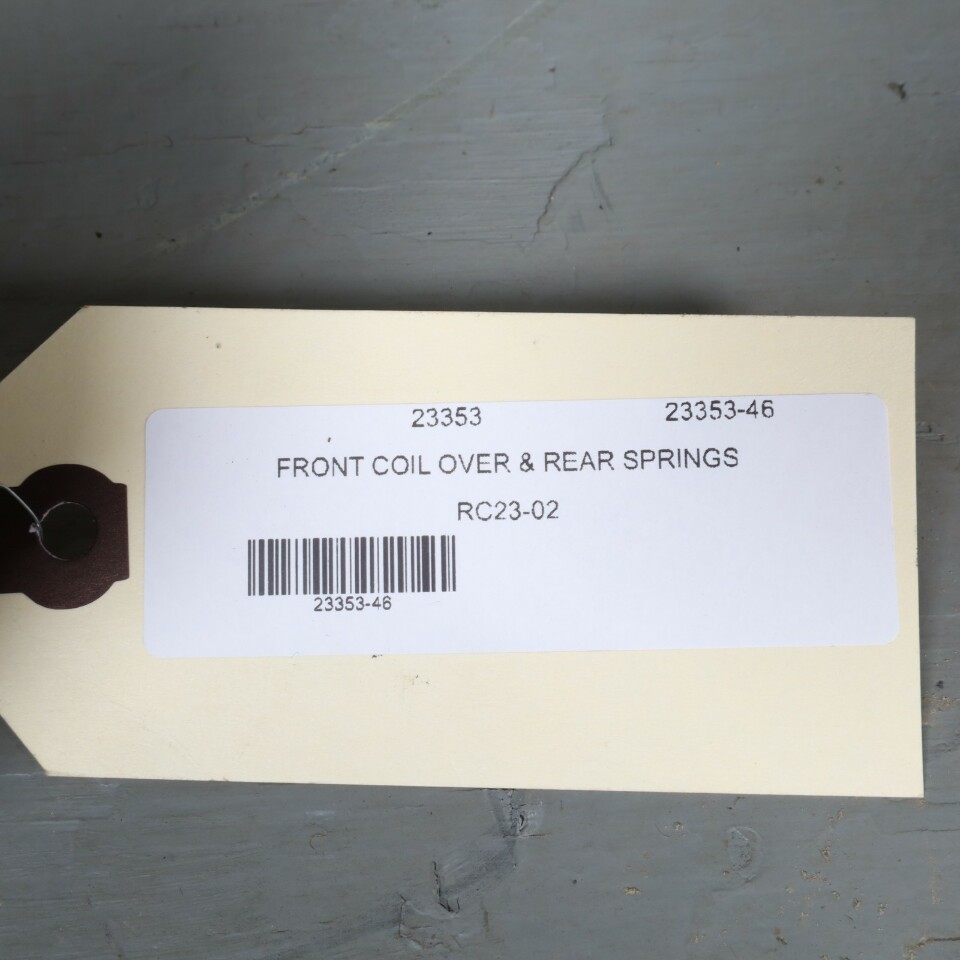 23353 23353-46
FRONT COIL OVER & REAR SPRINGS
RC23-02
23353-46